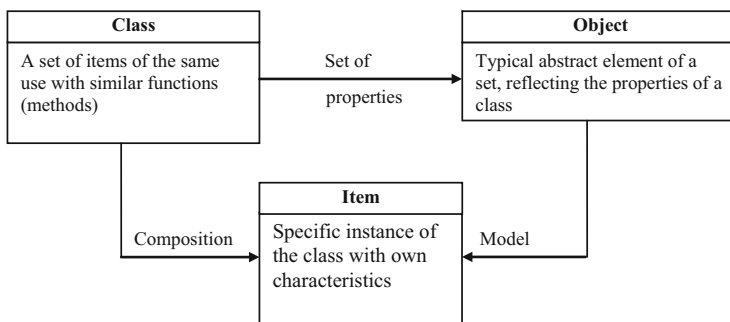 Class
A set of items of the same
use with similar functions
(methods)
Set of
properties
Object
Typical abstract element of a
set, reflecting the properties of a
class
Composition
Item
Specific instance of
the class with own
characteristics
Model